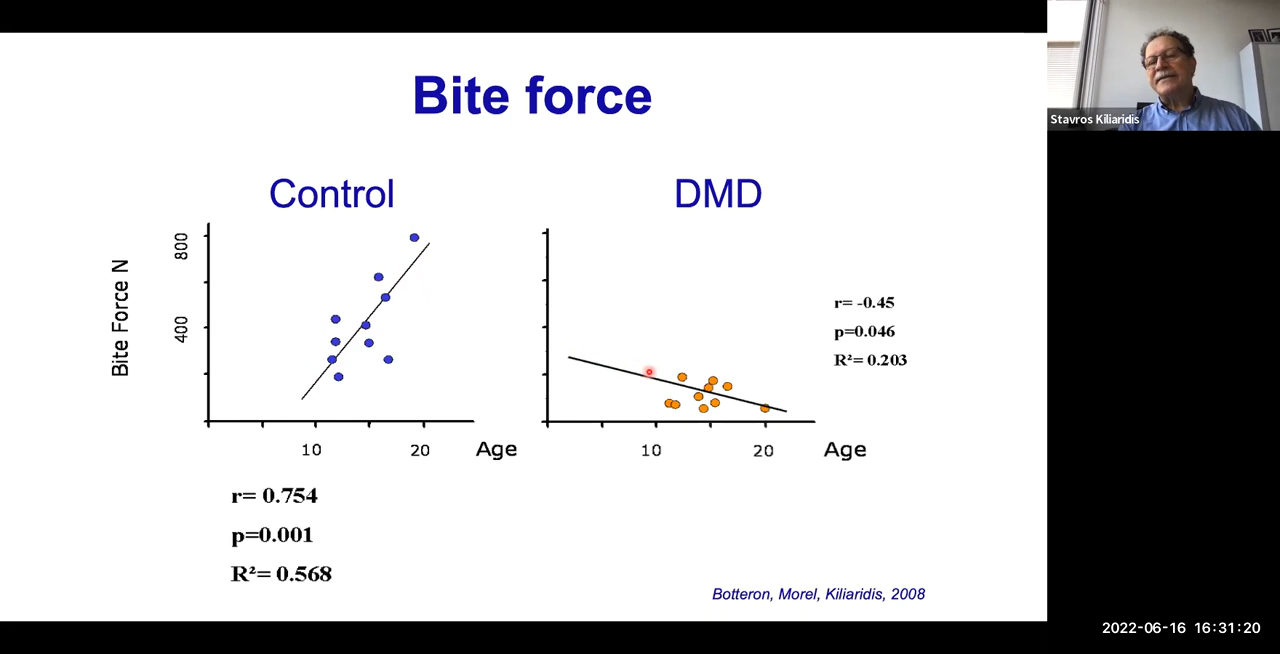 Bite force
Stavros Kiliaridis
Control
DMD
Bite Force N
800
400
10
20
Age
10
20
Age
r= -0.45
p=0.046
R²= 0.203
r= 0.754
p=0.001
R²= 0.568
Botteron, Morel, Kiliaridis, 2008
2022-06-16 16:31:20